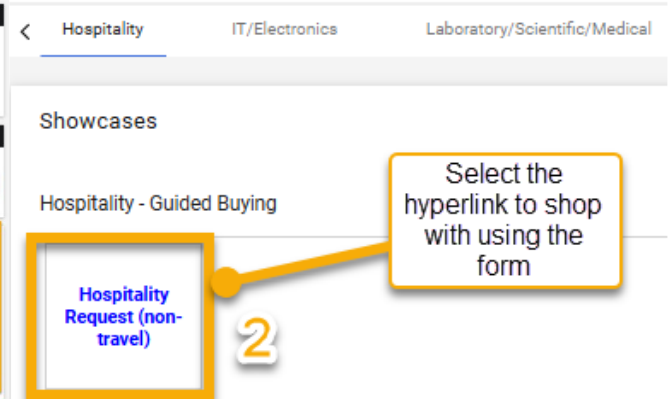 Hospitality IT/Electronics Laboratory/Scientific/Medical
Showcases
Hospitality - Guided Buying
Select the
hyperlink to shop
with using the
form
Hospitality
Request (non-
travel)
2